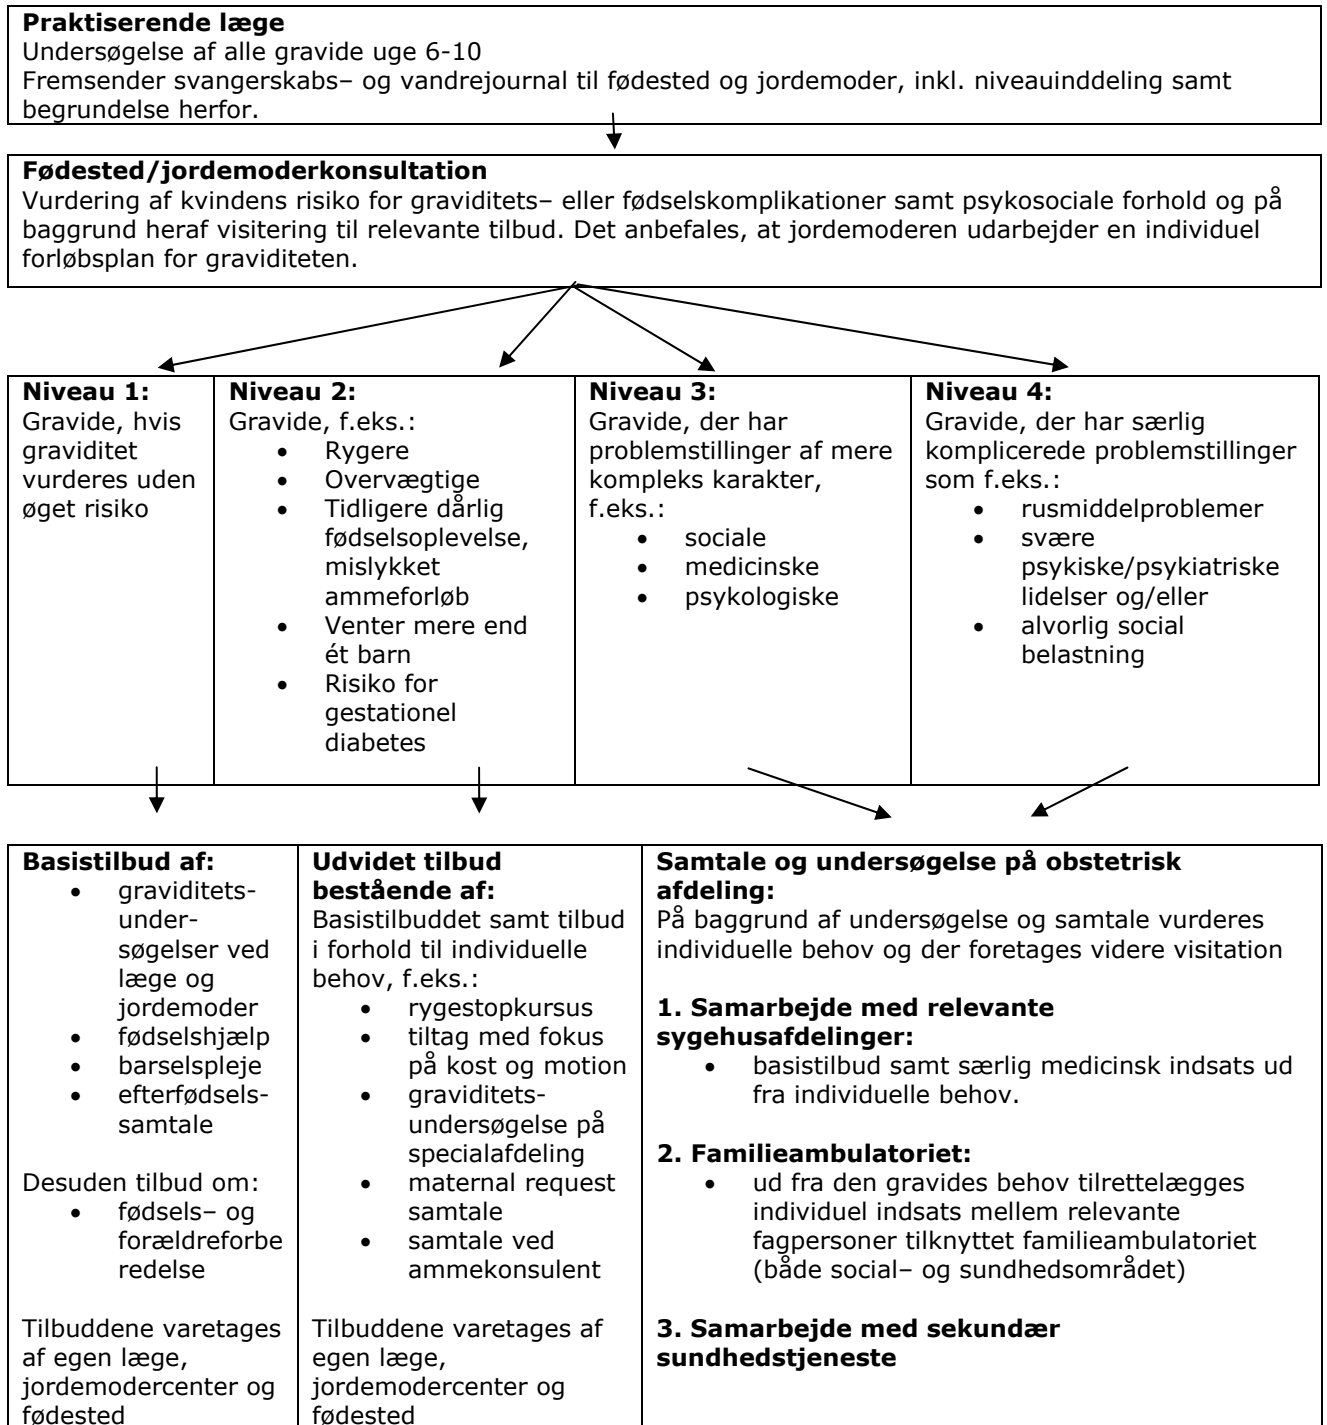 Praktiserende læge
Undersøgelse af alle gravide uge 6-10
Fremsender svangerskabs– og vandrejournal til fødested og jordemoder, inkl. niveauinddeling samt
begrundelse herfor.
Fødested/jordemoderkonsultation
Vurdering af kvindens risiko for graviditets– eller fødselskomplikationer samt psykosociale forhold og på
baggrund heraf visitering til relevante tilbud. Det anbefales, at jordemoderen udarbejder en individuel
forløbsplan for graviditeten.
Niveau 1:
Gravide, hvis
graviditet
vurderes uden
øget risiko
Niveau 2:
Gravide, f.eks.:
• Rygere
• Overvægtige
• Tidligere dårlig
fødselsoplevelse,
mislykket
ammeforløb
• Venter mere end
ét barn
• Risiko for
gestationel
diabetes
Niveau 3:
Gravide, der har
problemstillinger af mere
kompleks karakter,
f.eks.:
• sociale
• medicinske
• psykologiske
Niveau 4:
Gravide, der har særlig
komplicerede problemstillinger
som f.eks.:
• rusmiddelproblemer
• svære
psykiske/psykiatriske
lidelser og/eller
• alvorlig social
belastning
Basistilbud af:
• graviditets-
under-
søgelser ved
læge og
jordemoder
• fødselshjælp
• barselspleje
• efterfødsels-
samtale
Desuden tilbud om:
• fødsels– og
forældreforbe
redelse
Tilbuddene varetages
af egen læge,
jordemodercenter og
fødested
Udvidet tilbud
bestående af:
Basistilbuddet samt tilbud
i forhold til individuelle
behov, f.eks.:
• rygestopkursus
• tiltag med fokus
på kost og motion
• graviditets-
undersøgelse på
specialafdeling
• maternal request
samtale
• samtale ved
ammekonsulent
Tilbuddene varetages af
egen læge,
jordemodercenter og
fødested
Samtale og undersøgelse på obstetrisk
afdeling:
På baggrund af undersøgelse og samtale vurderes
individuelle behov og der foretages videre visitation
1. Samarbejde med relevante
sygehusafdelinger:
• basistilbud samt særlig medicinsk indsats ud
fra individuelle behov.
2. Familieambulatoriet:
• ud fra den gravides behov tilrettelægges
individuel indsats mellem relevante
fagpersoner tilknyttet familieambulatoriet
(både social– og sundhedsområdet)
3. Samarbejde med sekundær
sundhedstjeneste